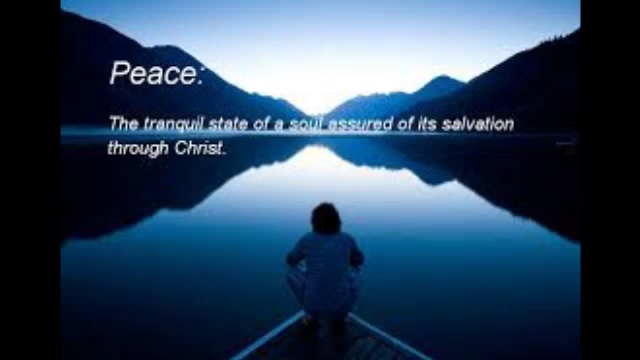 Peace:
The tranquil state of a soul assured of its salvation
through Christ.